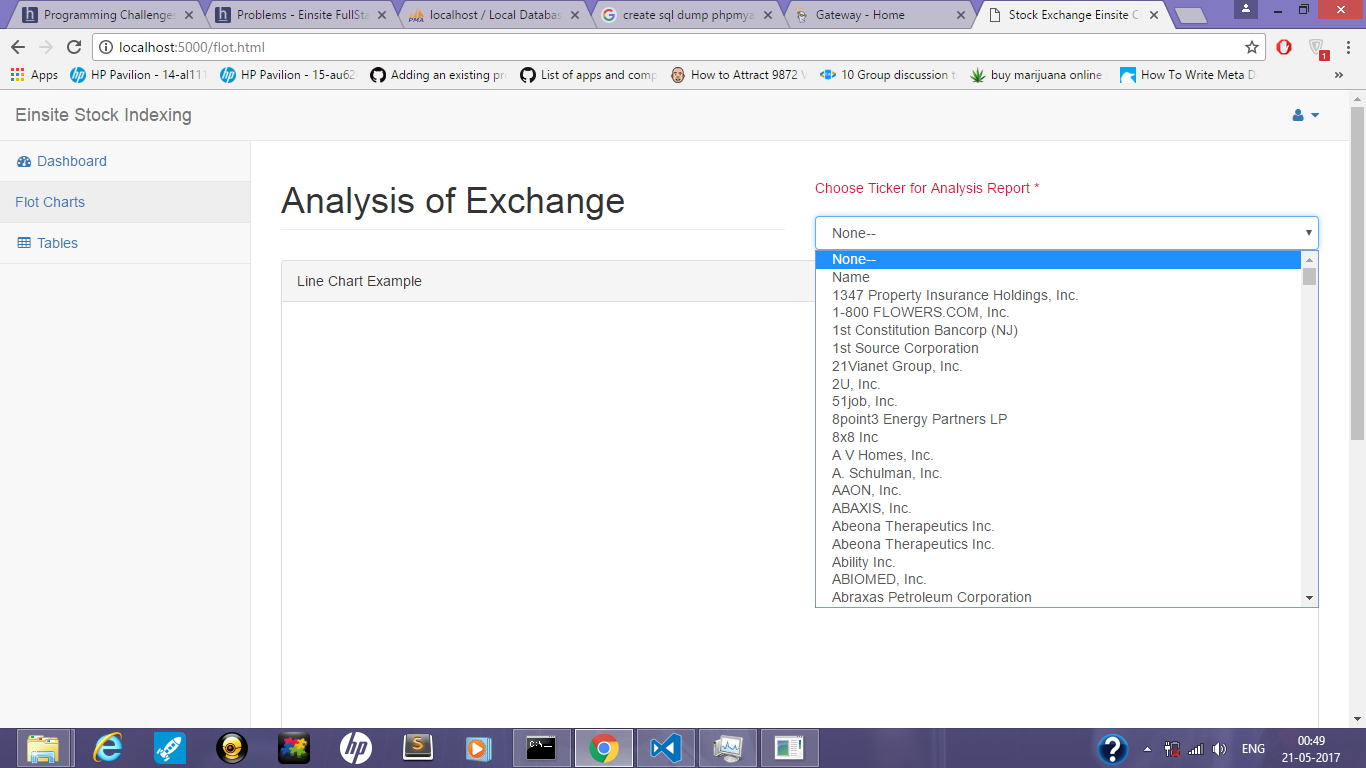 Programming Challenges
Problems - Einsite FullSta
localhost / Local Databas
create sql dump phpmya
Gateway - Home
Stock Exchange Einsite C
localhost:5000/flot.html
1
Apps
HP Pavilion - 14-al111
HP Pavilion - 15-au62
Adding an existing pr
List of apps and comp
How to Attract 9872 V
10 Group discussion t
buy marijuana online
How To Write Meta D
»
Einsite Stock Indexing
Dashboard
Flot Charts
Tables
Analysis of Exchange
Choose Ticker for Analysis Report *
None--
Line Chart Example
None--
Name
1347 Property Insurance Holdings, Inc.
1-800 FLOWERS.COM, Inc.
1st Constitution Bancorp (NJ)
1st Source Corporation
21Vianet Group, Inc.
2U, Inc.
51job, Inc.
8point3 Energy Partners LP
8x8 Inc
A V Homes, Inc.
A. Schulman, Inc.
AAON, Inc.
ABAXIS, Inc.
Abeona Therapeutics Inc.
Abeona Therapeutics Inc.
Ability Inc.
ABIOMED, Inc.
Abraxas Petroleum Corporation
ENG
00:49
21-05-2017